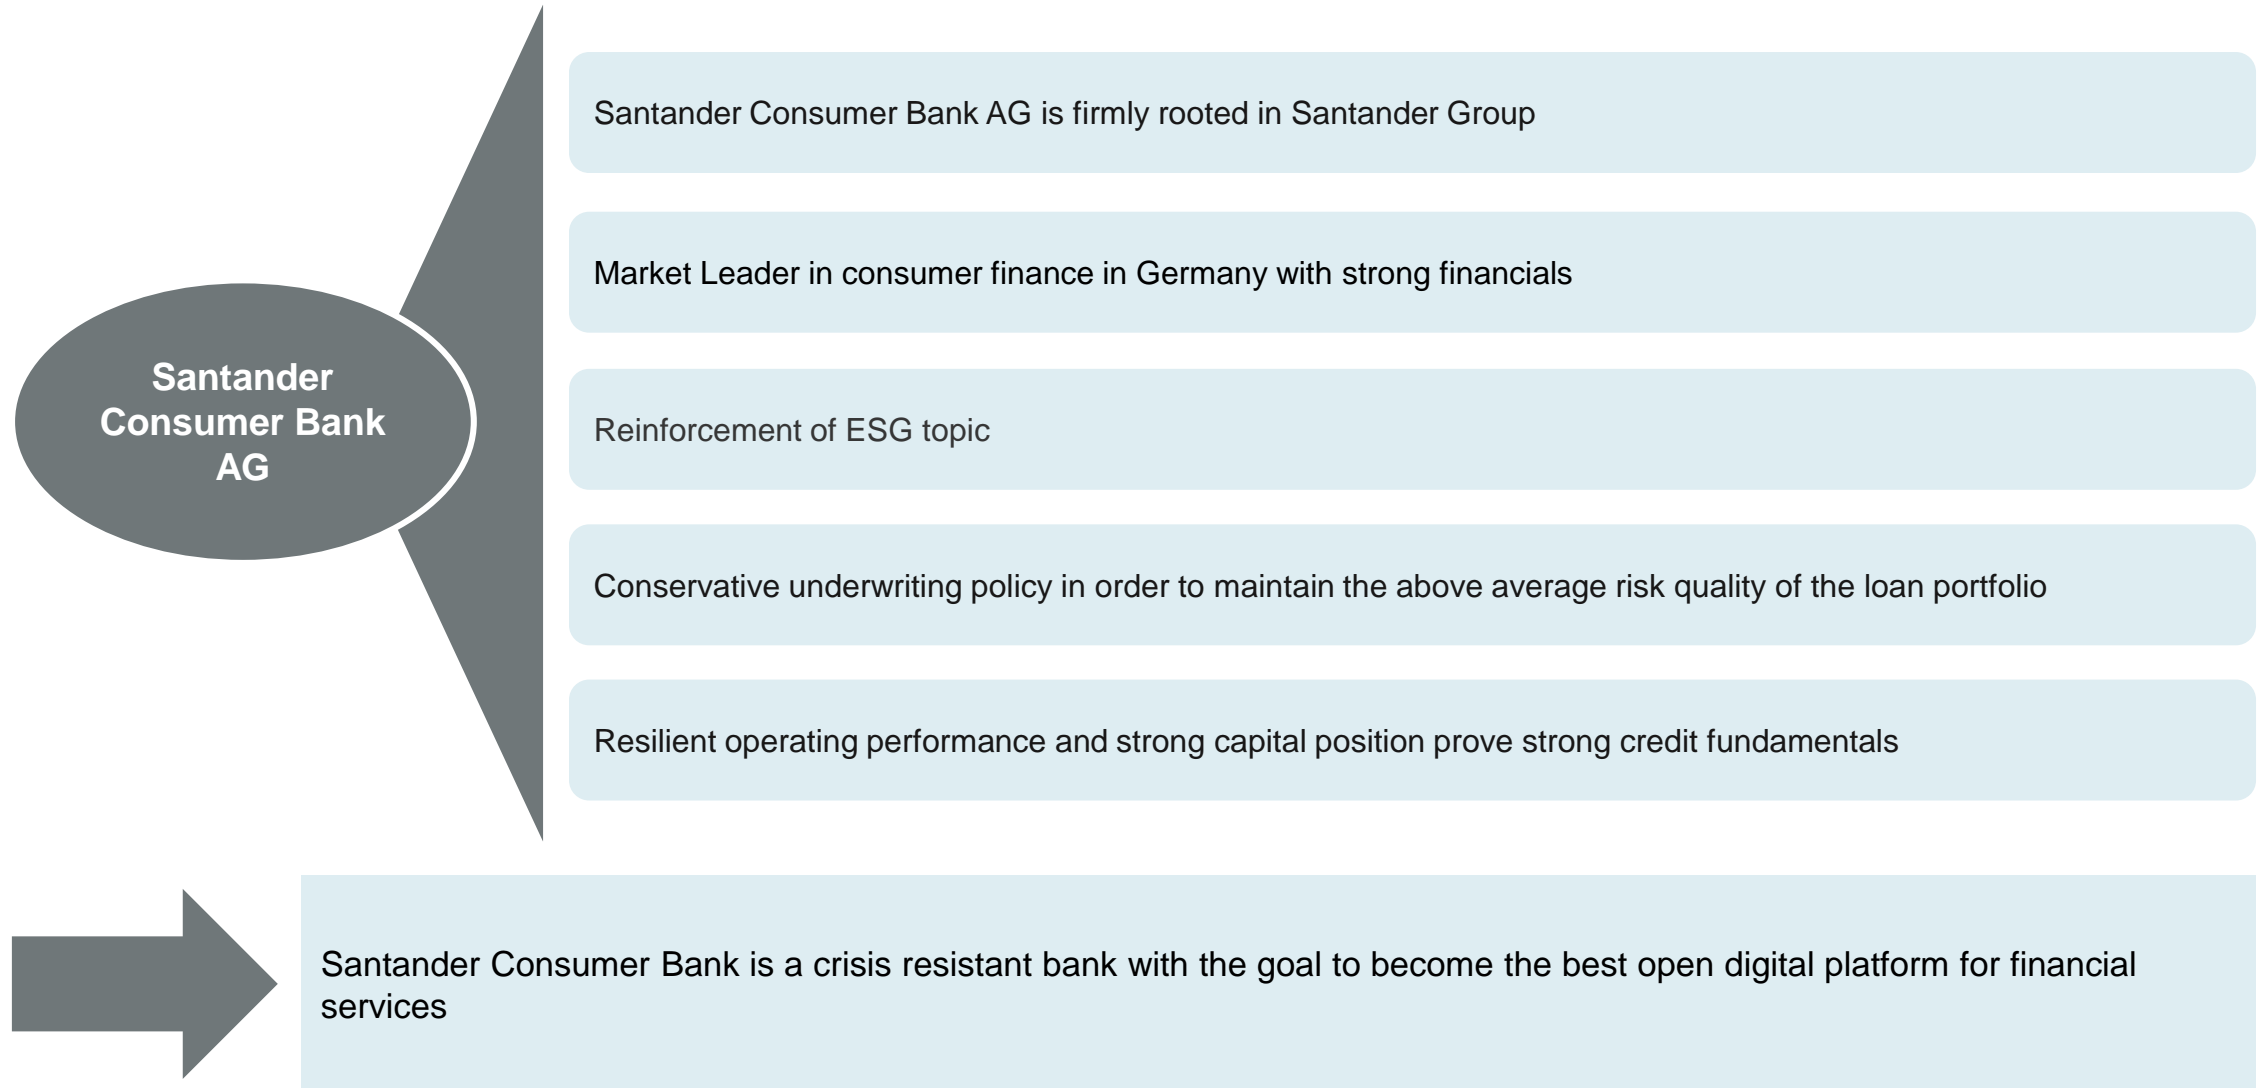 Santander Consumer Bank AG is firmly rooted in Santander Group
Market Leader in consumer finance in Germany with strong financials
Santander
Consumer Bank
AG
Reinforcement of ESG topic
Conservative underwriting policy in order to maintain the above average risk quality of the loan portfolio
Resilient operating performance and strong capital position prove strong credit fundamentals
Santander Consumer Bank is a crisis resistant bank with the goal to become the best open digital platform for financial
services